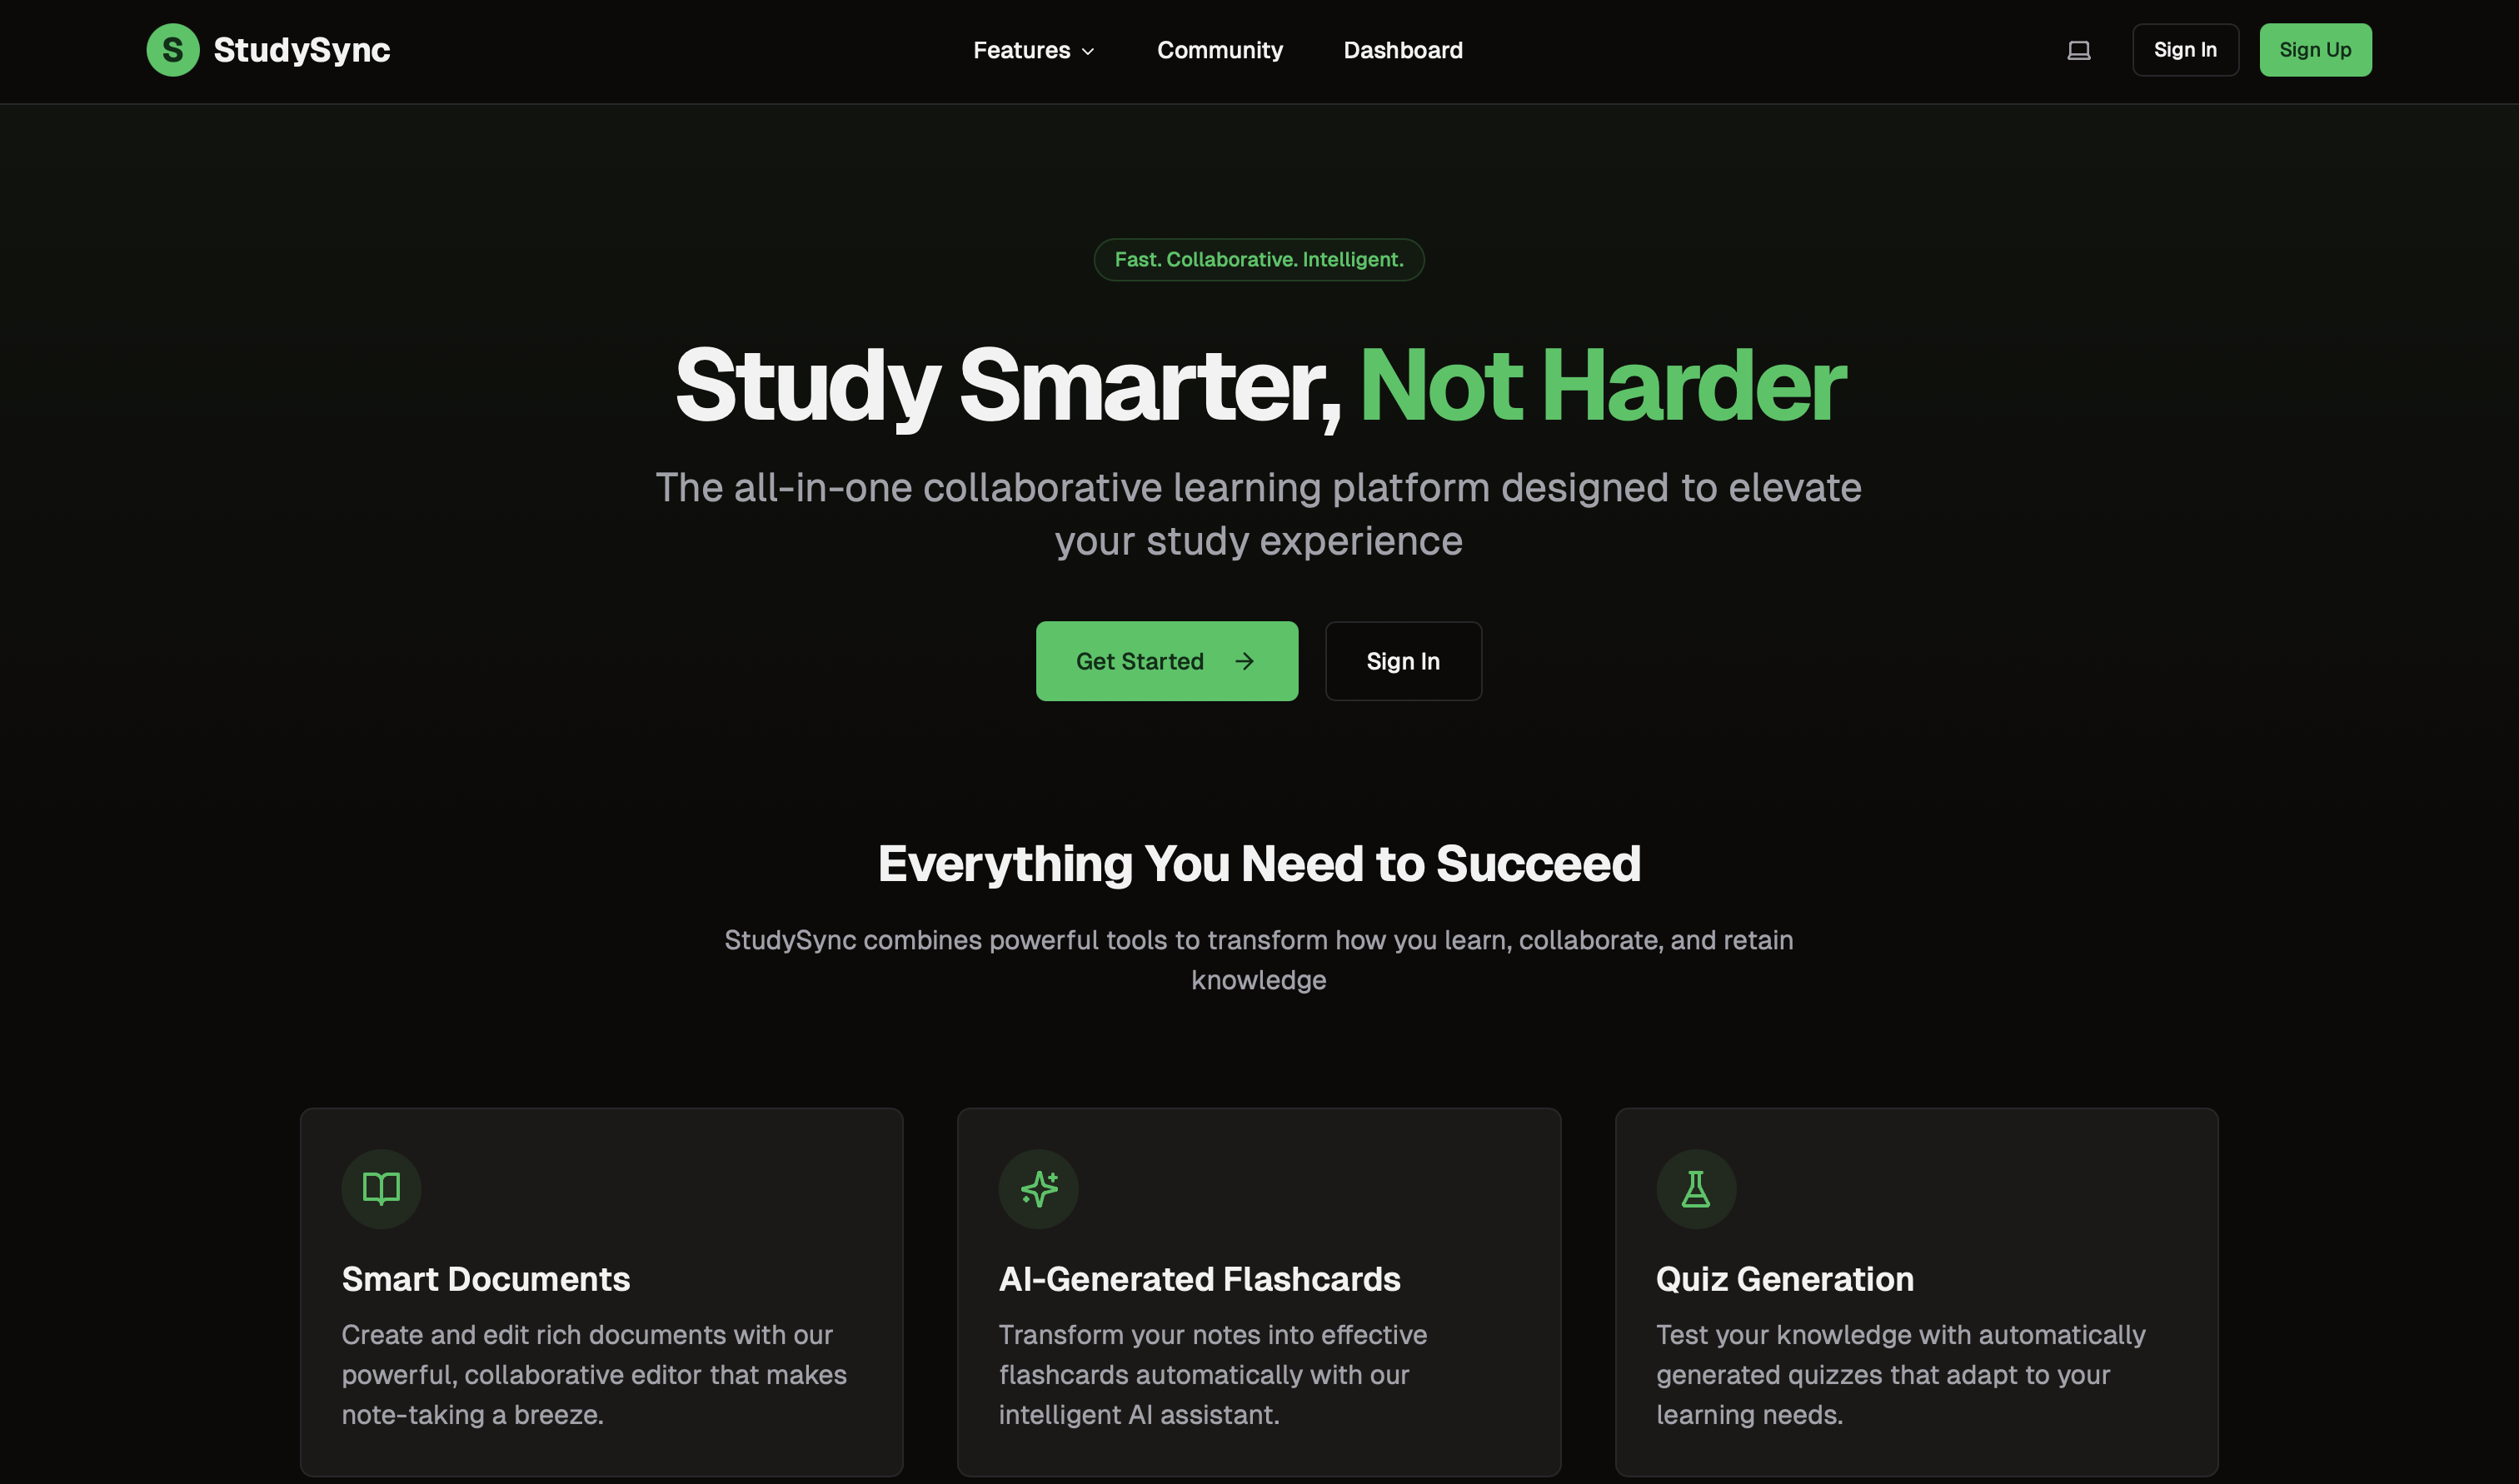 S StudySync
Features Community Dashboard
Sign In Sign Up
Fast. Collaborative. Intelligent.
Study Smarter, Not Harder
The all-in-one collaborative learning platform designed to elevate
your study experience
Get Started
Sign In
Everything You Need to Succeed
StudySync combines powerful tools to transform how you learn, collaborate, and retain
knowledge
Smart Documents
Create and edit rich documents with our
powerful, collaborative editor that makes
note-taking a breeze.
AI-Generated Flashcards
Transform your notes into effective
flashcards automatically with our
intelligent AI assistant.
Quiz Generation
Test your knowledge with automatically
generated quizzes that adapt to your
learning needs.